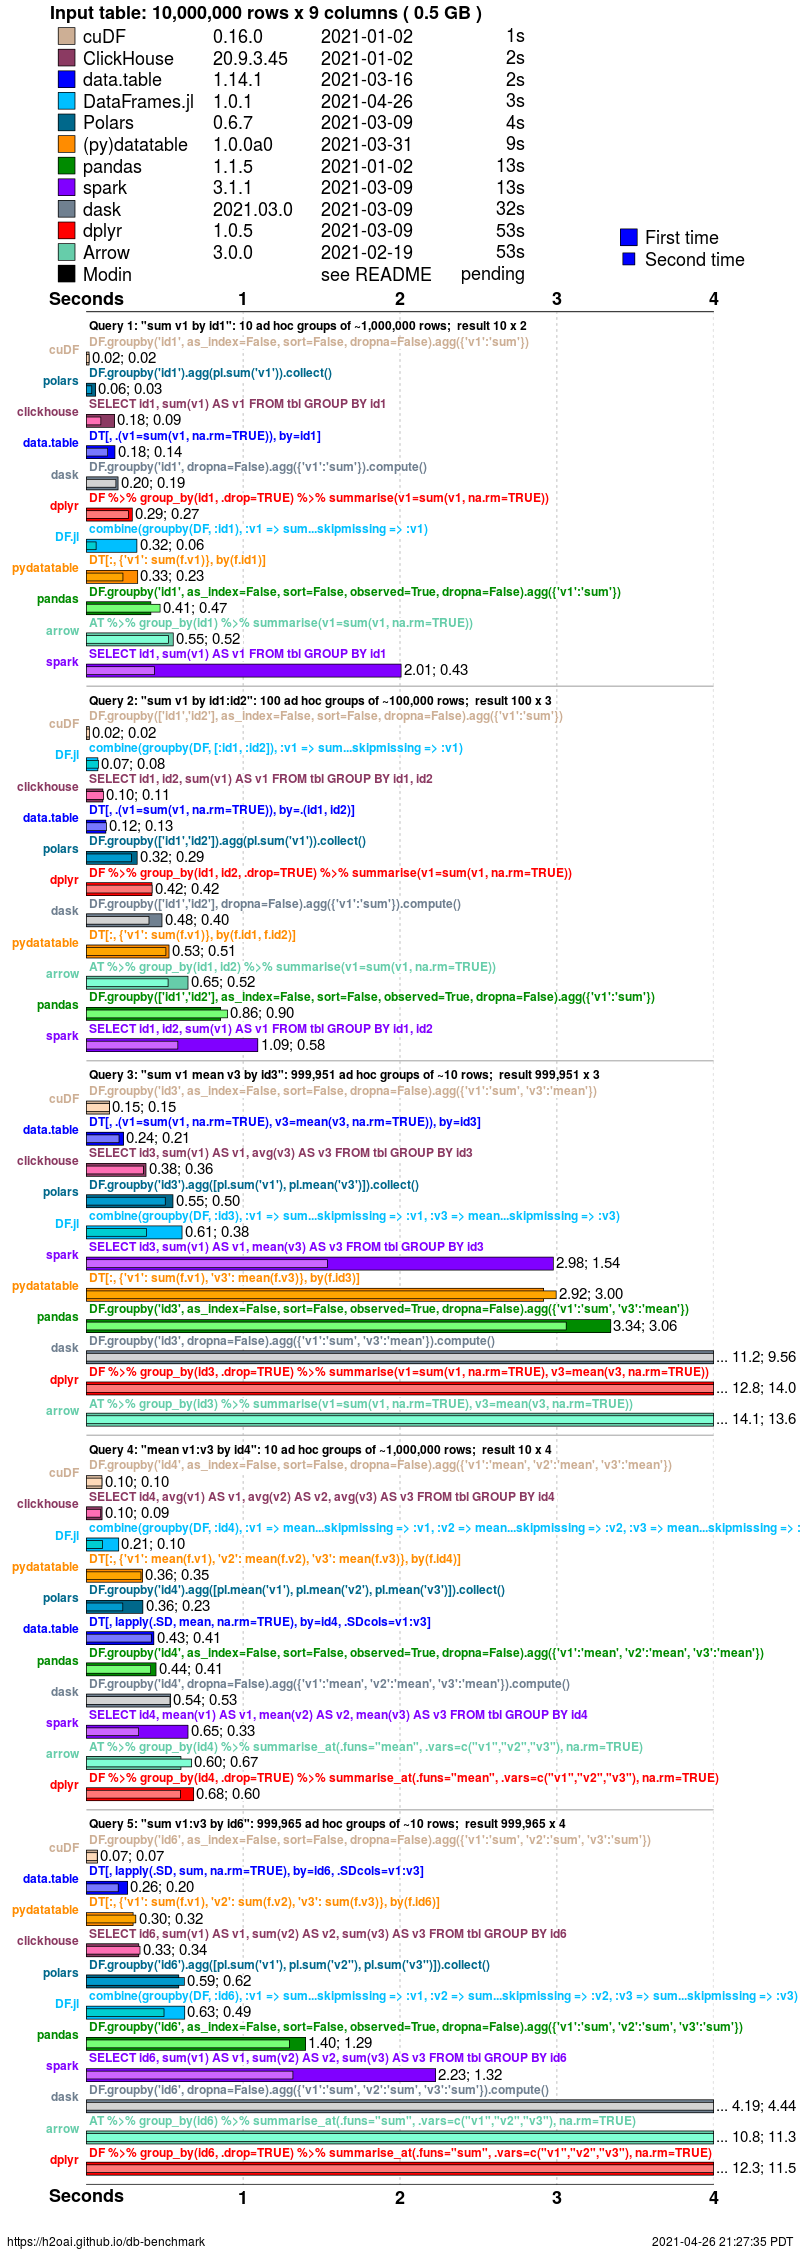 Input table: 10,000,000 rows x 9 columns ( 0.5 GB )
cuDF 0.16.0 2021-01-02 1s
ClickHouse 20.9.3.45 2021-01-02 2s
data.table 1.14.1 2021-03-16 2s
DataFrames.jl 1.0.1 2021-04-26 3s
Polars 0.6.7 2021-03-09 4s
(py)datatable 1.0.0a0 2021-03-31 9s
pandas 1.1.5 2021-01-02 13s
spark 3.1.1 2021-03-09 13s
dask 2021.03.0 2021-03-09 32s
dplyr 1.0.5 2021-03-09 53s
Arrow 3.0.0 2021-02-19 53s
Modin see README pending
First time
Second time
Seconds 1 2 3 4
Query 1: "sum v1 by id1": 10 ad hoc groups of ~1,000,000 rows;  result 10 x 2
DF.groupby('id1', as_index=False, sort=False, dropna=False).agg({'v1':'sum'})
cuDF 0.02; 0.02
DF.groupby('id1').agg(pl.sum('v1')).collect()
polars 0.06; 0.03
SELECT id1, sum(v1) AS v1 FROM tbl GROUP BY id1
clickhouse 0.18; 0.09
DT[, .(v1=sum(v1, na.rm=TRUE)), by=id1]
data.table 0.18; 0.14
DF.groupby('id1', dropna=False).agg({'v1':'sum'}).compute()
dask 0.20; 0.19
DF %>% group_by(id1, .drop=TRUE) %>% summarise(v1=sum(v1, na.rm=TRUE))
dplyr 0.29; 0.27
combine(groupby(DF, :id1), :v1 => sum...skipmissing => :v1)
DF.jl 0.32; 0.06
DT[:, {'v1': sum(f.v1)}, by(f.id1)]
pydatatable 0.33; 0.23
DF.groupby('id1', as_index=False, sort=False, observed=True, dropna=False).agg({'v1':'sum'})
pandas 0.41; 0.47
AT %>% group_by(id1) %>% summarise(v1=sum(v1, na.rm=TRUE))
arrow 0.55; 0.52
SELECT id1, sum(v1) AS v1 FROM tbl GROUP BY id1
spark 2.01; 0.43
Query 2: "sum v1 by id1:id2": 100 ad hoc groups of ~100,000 rows;  result 100 x 3
DF.groupby(['id1','id2'], as_index=False, sort=False, dropna=False).agg({'v1':'sum'})
cuDF 0.02; 0.02
combine(groupby(DF, [:id1, :id2]), :v1 => sum...skipmissing => :v1)
DF.jl 0.07; 0.08
SELECT id1, id2, sum(v1) AS v1 FROM tbl GROUP BY id1, id2
clickhouse 0.10; 0.11
DT[, .(v1=sum(v1, na.rm=TRUE)), by=.(id1, id2)]
data.table 0.12; 0.13
DF.groupby(['id1','id2']).agg(pl.sum('v1')).collect()
polars 0.32; 0.29
DF %>% group_by(id1, id2, .drop=TRUE) %>% summarise(v1=sum(v1, na.rm=TRUE))
dplyr 0.42; 0.42
DF.groupby(['id1','id2'], dropna=False).agg({'v1':'sum'}).compute()
dask 0.48; 0.40
DT[:, {'v1': sum(f.v1)}, by(f.id1, f.id2)]
pydatatable 0.53; 0.51
AT %>% group_by(id1, id2) %>% summarise(v1=sum(v1, na.rm=TRUE))
arrow 0.65; 0.52
DF.groupby(['id1','id2'], as_index=False, sort=False, observed=True, dropna=False).agg({'v1':'sum'})
pandas 0.86; 0.90
SELECT id1, id2, sum(v1) AS v1 FROM tbl GROUP BY id1, id2
spark 1.09; 0.58
Query 3: "sum v1 mean v3 by id3": 999,951 ad hoc groups of ~10 rows;  result 999,951 x 3
DF.groupby('id3', as_index=False, sort=False, dropna=False).agg({'v1':'sum', 'v3':'mean'})
cuDF 0.15; 0.15
DT[, .(v1=sum(v1, na.rm=TRUE), v3=mean(v3, na.rm=TRUE)), by=id3]
data.table 0.24; 0.21
SELECT id3, sum(v1) AS v1, avg(v3) AS v3 FROM tbl GROUP BY id3
clickhouse 0.38; 0.36
DF.groupby('id3').agg([pl.sum('v1'), pl.mean('v3')]).collect()
polars 0.55; 0.50
combine(groupby(DF, :id3), :v1 => sum...skipmissing => :v1, :v3 => mean...skipmissing => :v3)
DF.jl 0.61; 0.38
SELECT id3, sum(v1) AS v1, mean(v3) AS v3 FROM tbl GROUP BY id3
spark 2.98; 1.54
DT[:, {'v1': sum(f.v1), 'v3': mean(f.v3)}, by(f.id3)]
pydatatable 2.92; 3.00
DF.groupby('id3', as_index=False, sort=False, observed=True, dropna=False).agg({'v1':'sum', 'v3':'mean'})
pandas 3.34; 3.06
DF.groupby('id3', dropna=False).agg({'v1':'sum', 'v3':'mean'}).compute()
dask ... 11.2; 9.56
DF %>% group_by(id3, .drop=TRUE) %>% summarise(v1=sum(v1, na.rm=TRUE), v3=mean(v3, na.rm=TRUE))
dplyr ... 12.8; 14.0
AT %>% group_by(id3) %>% summarise(v1=sum(v1, na.rm=TRUE), v3=mean(v3, na.rm=TRUE))
arrow ... 14.1; 13.6
Query 4: "mean v1:v3 by id4": 10 ad hoc groups of ~1,000,000 rows;  result 10 x 4
DF.groupby('id4', as_index=False, sort=False, dropna=False).agg({'v1':'mean', 'v2':'mean', 'v3':'mean'})
cuDF 0.10; 0.10
SELECT id4, avg(v1) AS v1, avg(v2) AS v2, avg(v3) AS v3 FROM tbl GROUP BY id4
clickhouse 0.10; 0.09
combine(groupby(DF, :id4), :v1 => mean...skipmissing => :v1, :v2 => mean...skipmissing => :v2, :v3 => mean...skipmissing => :
DF.jl 0.21; 0.10
DT[:, {'v1': mean(f.v1), 'v2': mean(f.v2), 'v3': mean(f.v3)}, by(f.id4)]
pydatatable 0.36; 0.35
DF.groupby('id4').agg([pl.mean('v1'), pl.mean('v2'), pl.mean('v3')]).collect()
polars 0.36; 0.23
DT[, lapply(.SD, mean, na.rm=TRUE), by=id4, .SDcols=v1:v3]
data.table 0.43; 0.41
DF.groupby('id4', as_index=False, sort=False, observed=True, dropna=False).agg({'v1':'mean', 'v2':'mean', 'v3':'mean'})
pandas 0.44; 0.41
DF.groupby('id4', dropna=False).agg({'v1':'mean', 'v2':'mean', 'v3':'mean'}).compute()
dask 0.54; 0.53
SELECT id4, mean(v1) AS v1, mean(v2) AS v2, mean(v3) AS v3 FROM tbl GROUP BY id4
spark 0.65; 0.33
AT %>% group_by(id4) %>% summarise_at(.funs="mean", .vars=c("v1","v2","v3"), na.rm=TRUE)
arrow 0.60; 0.67
DF %>% group_by(id4, .drop=TRUE) %>% summarise_at(.funs="mean", .vars=c("v1","v2","v3"), na.rm=TRUE)
dplyr 0.68; 0.60
Query 5: "sum v1:v3 by id6": 999,965 ad hoc groups of ~10 rows;  result 999,965 x 4
DF.groupby('id6', as_index=False, sort=False, dropna=False).agg({'v1':'sum', 'v2':'sum', 'v3':'sum'})
cuDF 0.07; 0.07
DT[, lapply(.SD, sum, na.rm=TRUE), by=id6, .SDcols=v1:v3]
data.table 0.26; 0.20
DT[:, {'v1': sum(f.v1), 'v2': sum(f.v2), 'v3': sum(f.v3)}, by(f.id6)]
pydatatable 0.30; 0.32
SELECT id6, sum(v1) AS v1, sum(v2) AS v2, sum(v3) AS v3 FROM tbl GROUP BY id6
clickhouse 0.33; 0.34
DF.groupby('id6').agg([pl.sum('v1'), pl.sum('v2''), pl.sum('v3'')]).collect()
polars 0.59; 0.62
combine(groupby(DF, :id6), :v1 => sum...skipmissing => :v1, :v2 => sum...skipmissing => :v2, :v3 => sum...skipmissing => :v3)
DF.jl 0.63; 0.49
DF.groupby('id6', as_index=False, sort=False, observed=True, dropna=False).agg({'v1':'sum', 'v2':'sum', 'v3':'sum'})
pandas 1.40; 1.29
SELECT id6, sum(v1) AS v1, sum(v2) AS v2, sum(v3) AS v3 FROM tbl GROUP BY id6
spark 2.23; 1.32
DF.groupby('id6', dropna=False).agg({'v1':'sum', 'v2':'sum', 'v3':'sum'}).compute()
dask ... 4.19; 4.44
AT %>% group_by(id6) %>% summarise_at(.funs="sum", .vars=c("v1","v2","v3"), na.rm=TRUE)
arrow ... 10.8; 11.3
DF %>% group_by(id6, .drop=TRUE) %>% summarise_at(.funs="sum", .vars=c("v1","v2","v3"), na.rm=TRUE)
dplyr ... 12.3; 11.5
Seconds 1 2 3 4
https://h2oai.github.io/db-benchmark 2021-04-26 21:27:35 PDT